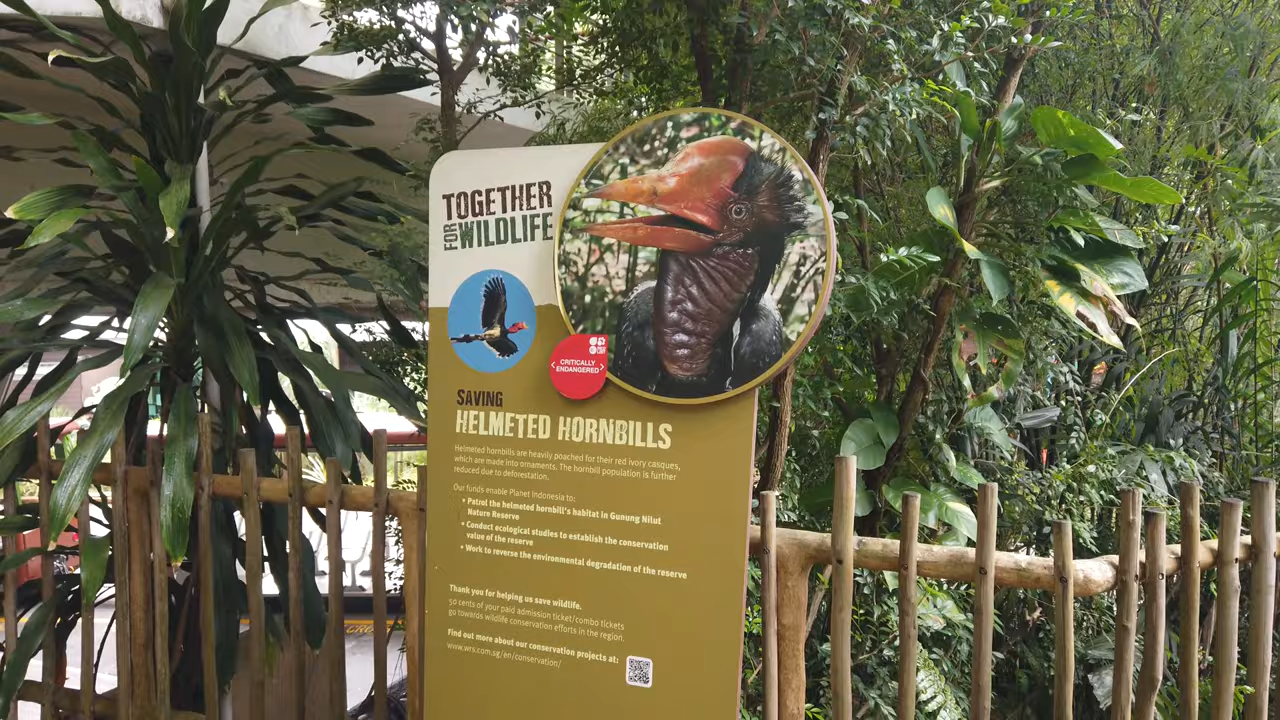 TOGETHER
FOR WILDLIFE
CRITICALLY
ENDANGERED
SAVING
HELMETED HORNBILLS
Helmeted hornbills are heavily poached for their red ivory casques,
which are made into ornaments. The hornbill population is further
reduced due to deforestation.
Our funds enable Planet Indonesia to:
• Patrol the helmeted hornbill's habitat in Gunung Nilut
Nature Reserve
• Conduct ecological studies to establish the conservation
value of the reserve
• Work to reverse the environmental degradation of the reserve
Thank you for helping us save wildlife.
50 cents of your paid admission ticket/combo tickets
go towards wildlife conservation efforts in the region.
Find out more about our conservation projects at:
www.wrs.com.sg/en/conservation/